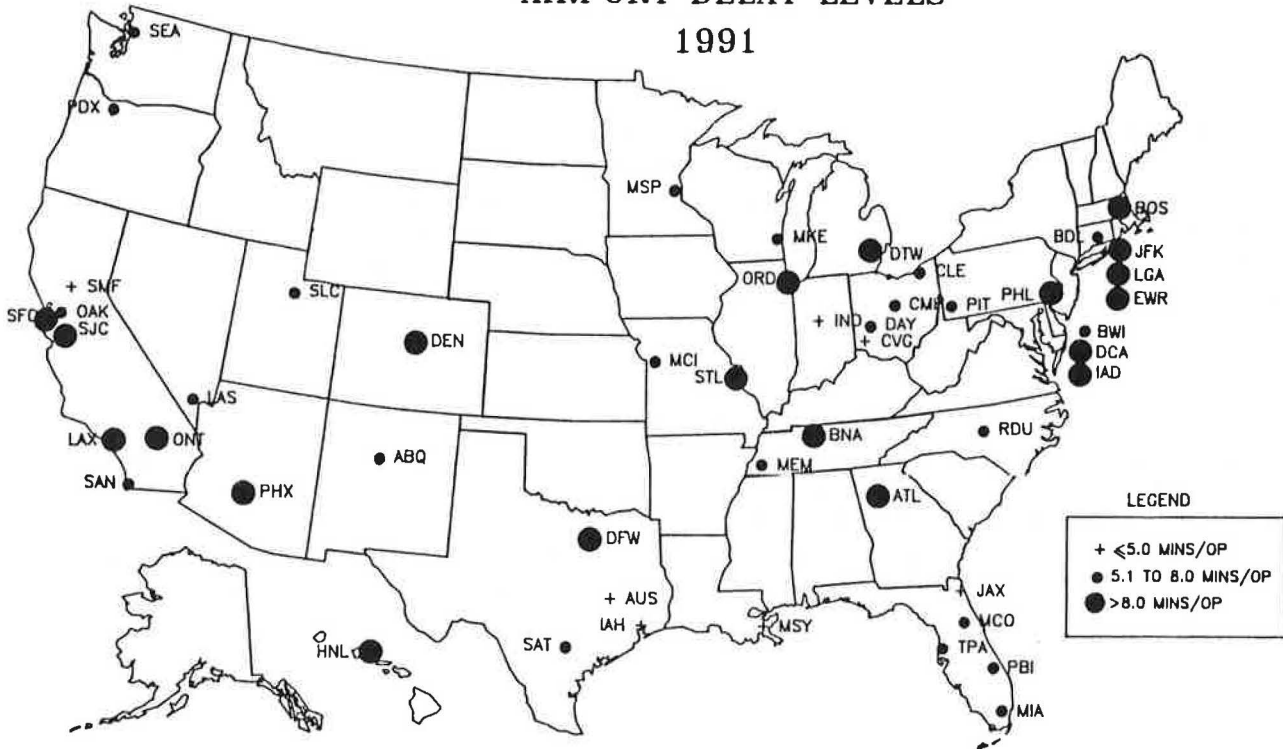 1991
SEA
PDX
MSP
MKE
DTW
BOS
BDL
JFK
LGA
EWR
SMF
OAK
SFO
SJC
SLC
DEN
ORD
CLE
CMH
PIT
PHL
IND
DAY
CVG
BWI
DCA
IAD
MCI
STL
LAS
LAX
ONT
SAN
PHX
ABQ
BNA
MEM
RDU
ATL
DFW
AUS
IAH
SAT
MSY
HNL
JAX
MCO
TPA
PBI
MIA
LEGEND
+ ⩽5.0 MINS/OP
5.1 TO 8.0 MINS/OP
>8.0 MINS/OP